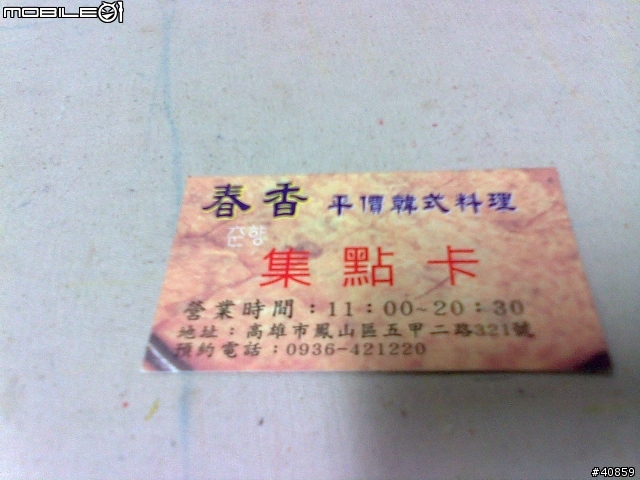 MOBILE01
春香 平價韓式料理
춘향
集點卡
營業時間：11：00~20：30
地址：高雄市鳳山區五甲二路321號
預約電話：0936-421220
#40859